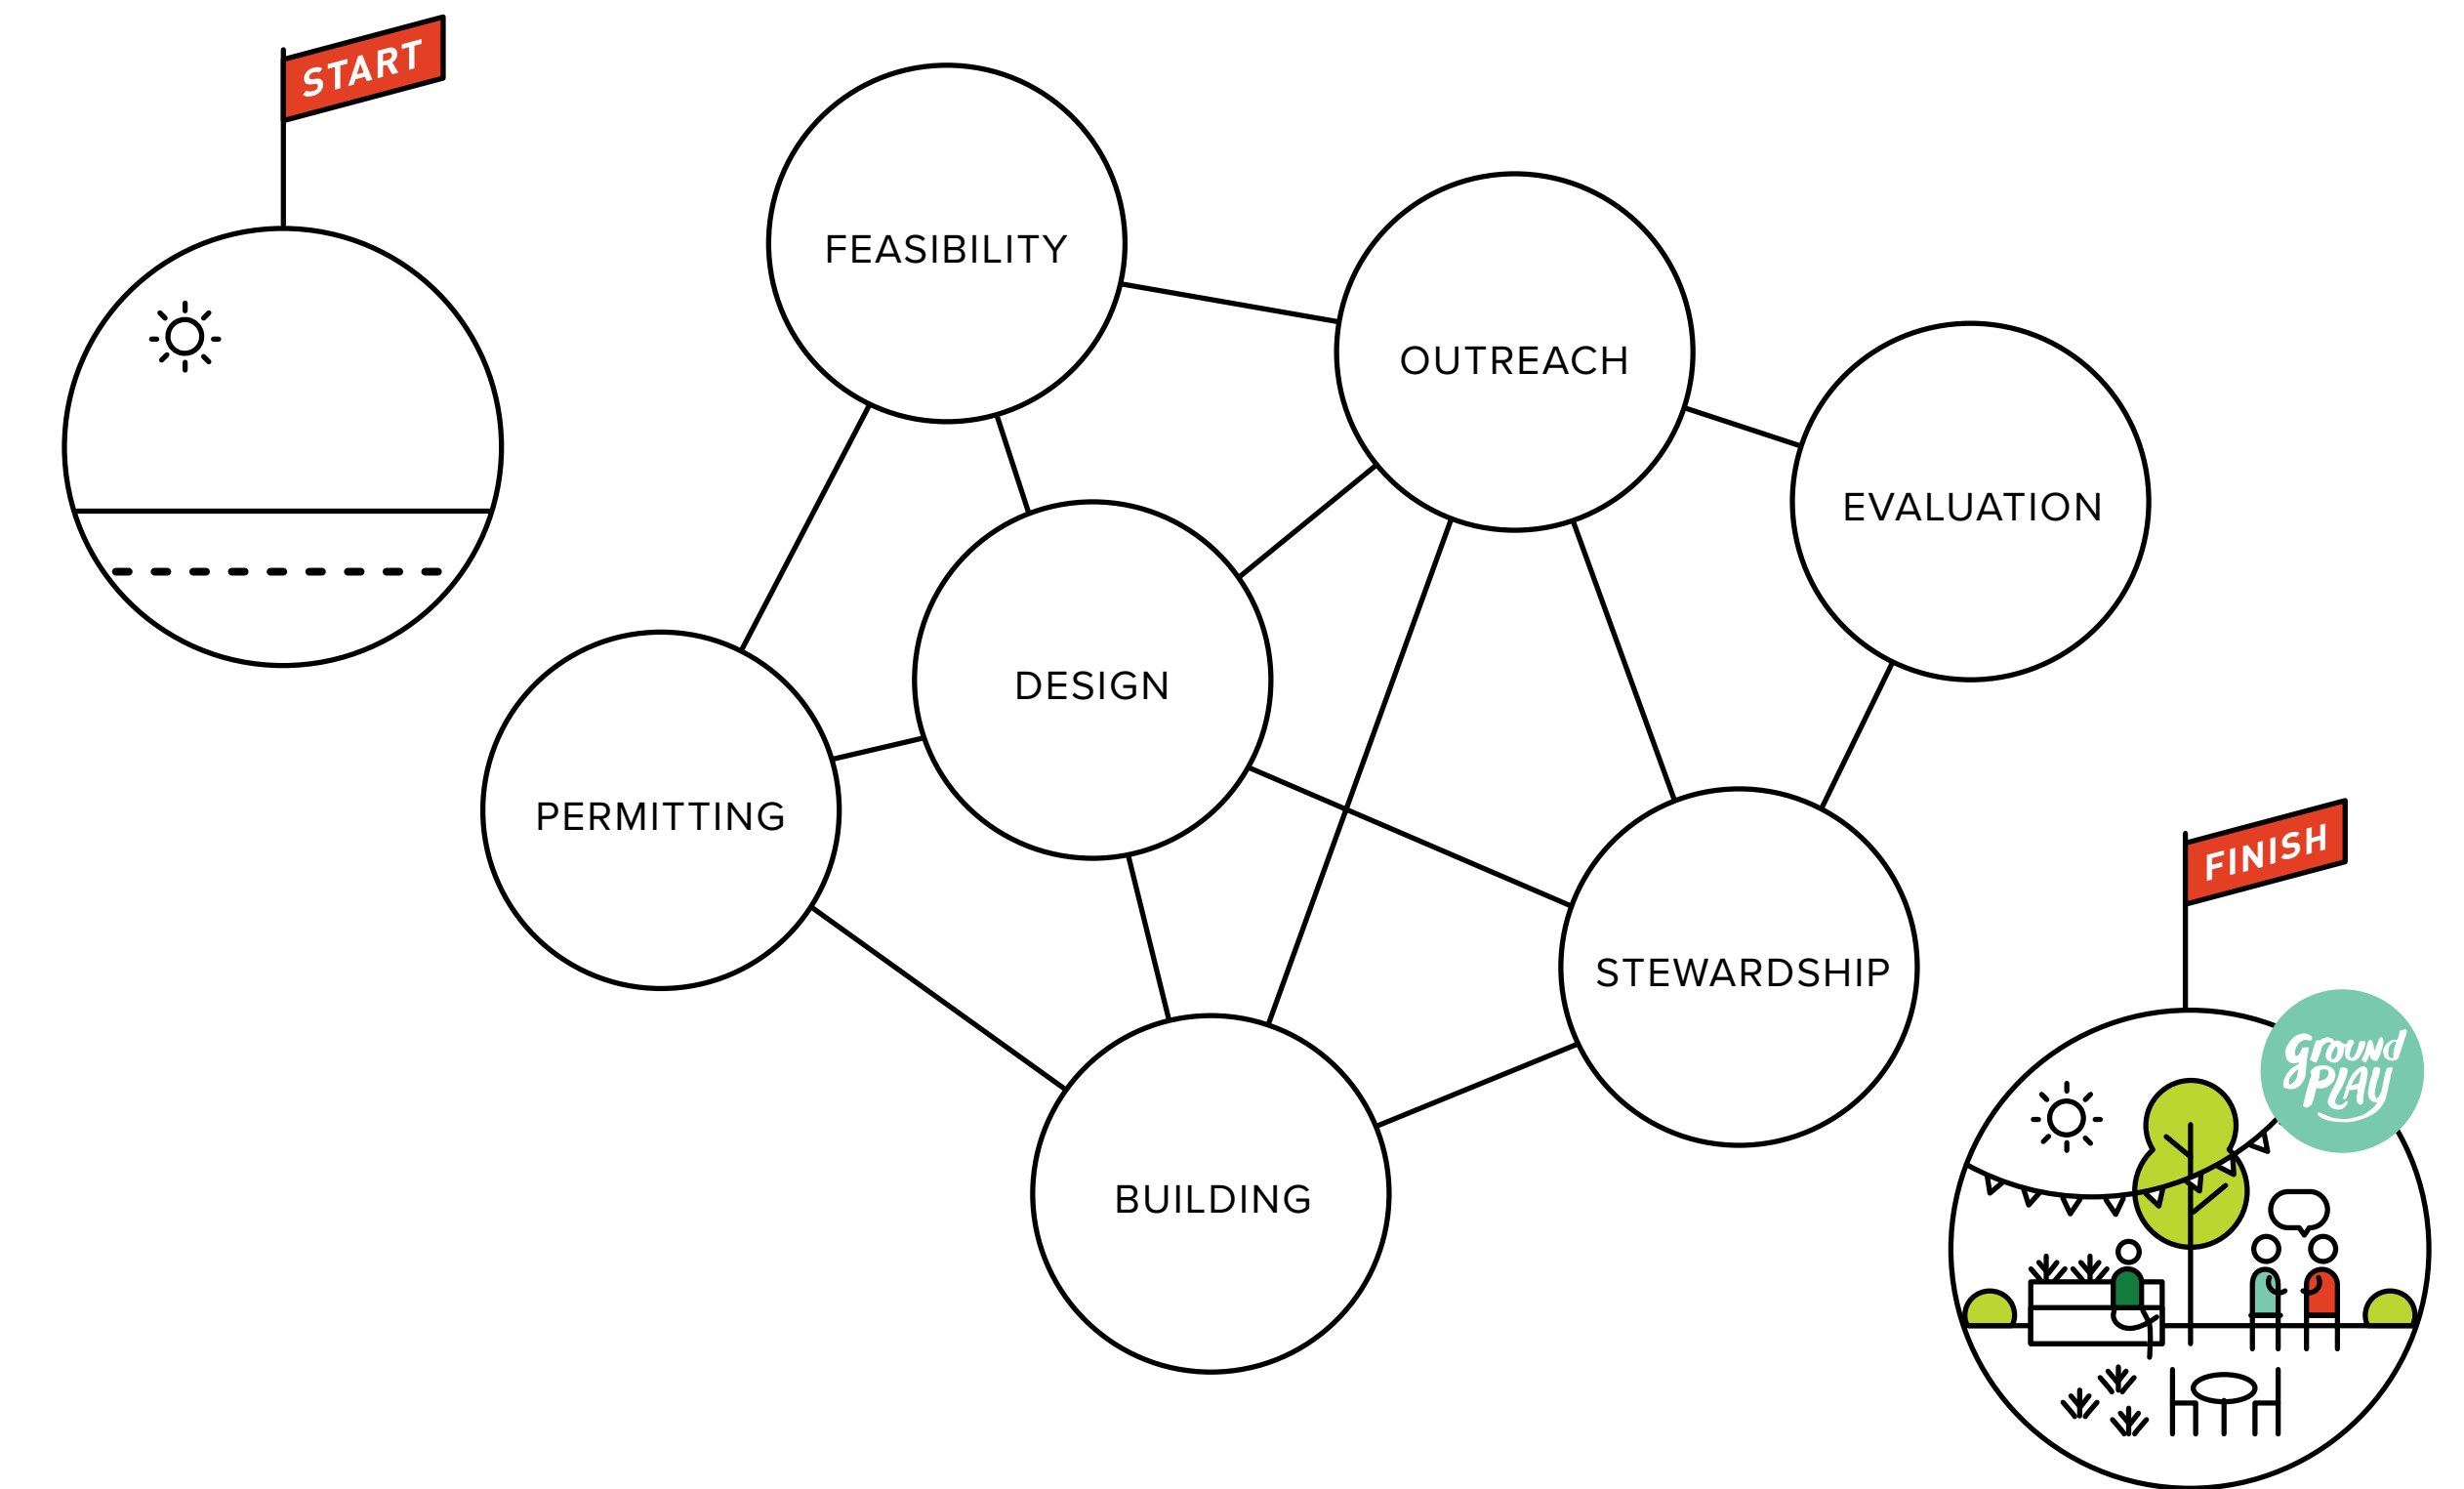 START
FEASIBILITY
OUTREACH
EVALUATION
DESIGN
PERMITTING
STEWARDSHIP
BUILDING
FINISH
GROUND
PLAY